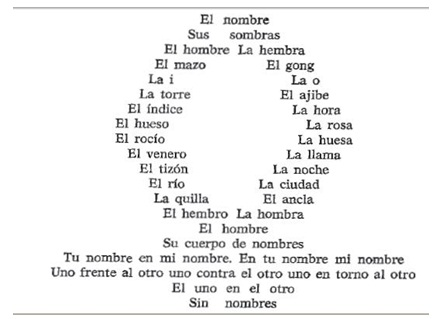 El nombre
Sus sombras
El hombre La hembra
El mazo El gong
La i La o
La torre El ajibe
El índice La hora
El hueso La rosa
El rocío La huesa
El venero La llama
El tizón La noche
El río La ciudad
La quilla El ancla
El hembro La hombra
El hombre
Su cuerpo de nombres
Tu nombre en mi nombre. En tu nombre mi nombre
Uno frente al otro uno contra el otro uno en torno al otro
El uno en el otro
Sin nombres